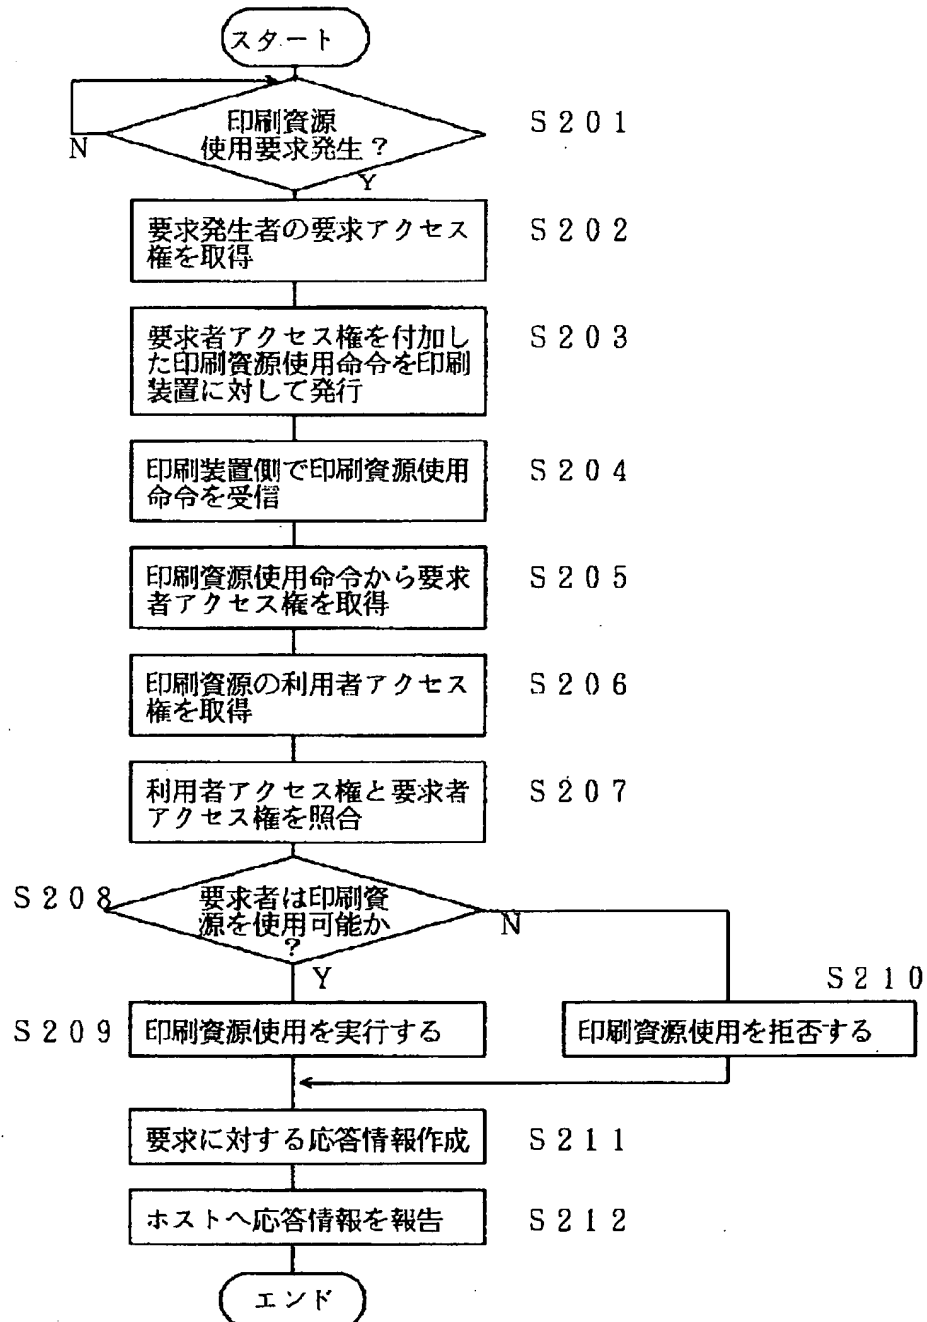 スタート
印刷資源
使用要求発生？
S201
N
Y
要求発生者の要求アクセス
権を取得
S202
要求者アクセス権を付加し
た印刷資源使用命令を印刷
装置に対して発行
S203
印刷装置側で印刷資源使用
命令を受信
S204
印刷資源使用命令から要求
者アクセス権を取得
S205
印刷資源の利用者アクセス
権を取得
S206
利用者アクセス権と要求者
アクセス権を照合
S207
S208
要求者は印刷資
源を使用可能か
？
N
Y
S210
S209
印刷資源使用を実行する
印刷資源使用を拒否する
要求に対する応答情報作成
S211
ホストへ応答情報を報告
S212
エンド